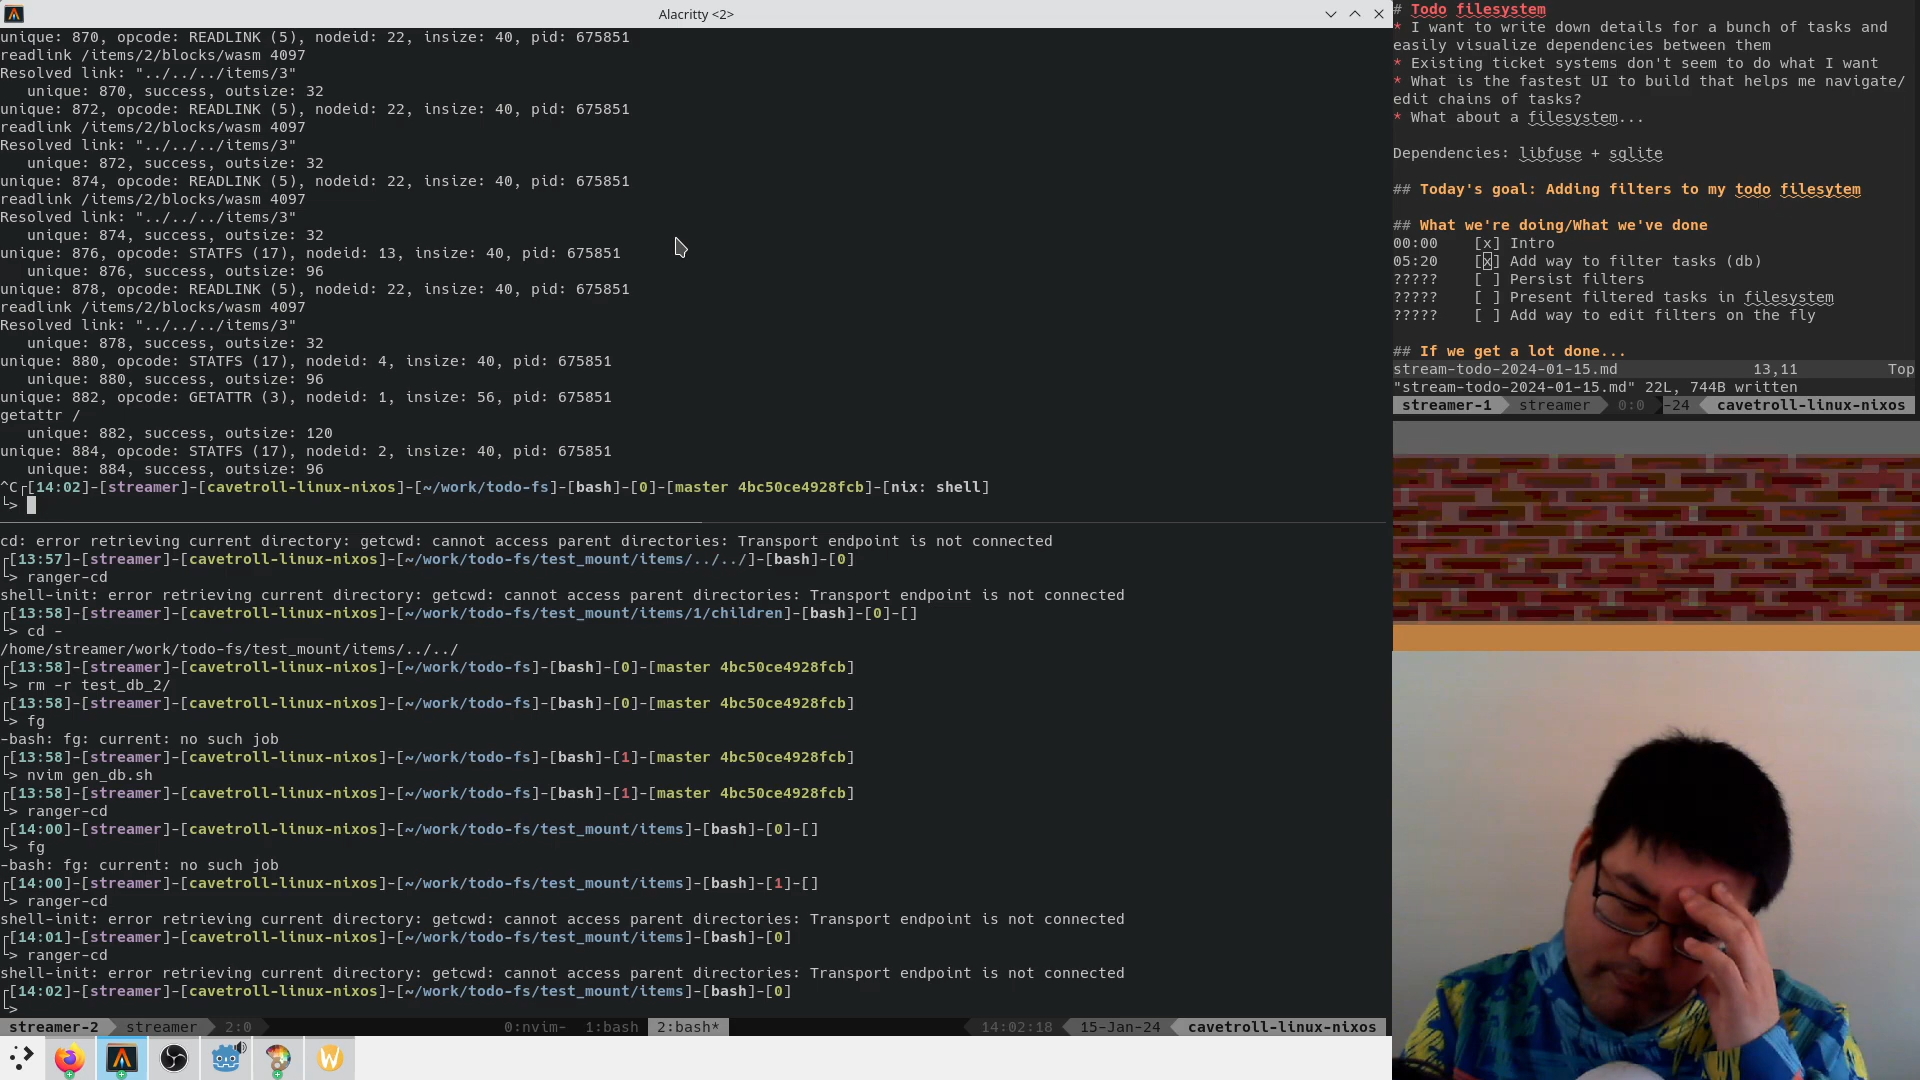 Alacritty <2>
unique: 870, opcode: READLINK (5), nodeid: 22, insize: 40, pid: 675851
readlink /items/2/blocks/wasm 4097
Resolved link: "../../../items/3"
   unique: 870, success, outsize: 32
unique: 872, opcode: READLINK (5), nodeid: 22, insize: 40, pid: 675851
readlink /items/2/blocks/wasm 4097
Resolved link: "../../../items/3"
   unique: 872, success, outsize: 32
unique: 874, opcode: READLINK (5), nodeid: 22, insize: 40, pid: 675851
readlink /items/2/blocks/wasm 4097
Resolved link: "../../../items/3"
   unique: 874, success, outsize: 32
unique: 876, opcode: STATFS (17), nodeid: 13, insize: 40, pid: 675851
   unique: 876, success, outsize: 96
unique: 878, opcode: READLINK (5), nodeid: 22, insize: 40, pid: 675851
readlink /items/2/blocks/wasm 4097
Resolved link: "../../../items/3"
   unique: 878, success, outsize: 32
unique: 880, opcode: STATFS (17), nodeid: 4, insize: 40, pid: 675851
   unique: 880, success, outsize: 96
unique: 882, opcode: GETATTR (3), nodeid: 1, insize: 56, pid: 675851
getattr /
   unique: 882, success, outsize: 120
unique: 884, opcode: STATFS (17), nodeid: 2, insize: 40, pid: 675851
   unique: 884, success, outsize: 96
^C┌[14:02]-[streamer]-[cavetroll-linux-nixos]-[~/work/todo-fs]-[bash]-[0]-[master 4bc50ce4928fcb]-[nix: shell]
└>
cd: error retrieving current directory: getcwd: cannot access parent directories: Transport endpoint is not connected
┌[13:57]-[streamer]-[cavetroll-linux-nixos]-[~/work/todo-fs/test_mount/items/../../]-[bash]-[0]
└> ranger-cd
shell-init: error retrieving current directory: getcwd: cannot access parent directories: Transport endpoint is not connected
┌[13:58]-[streamer]-[cavetroll-linux-nixos]-[~/work/todo-fs/test_mount/items/1/children]-[bash]-[0]-[]
└> cd -
/home/streamer/work/todo-fs/test_mount/items/../../
┌[13:58]-[streamer]-[cavetroll-linux-nixos]-[~/work/todo-fs]-[bash]-[0]-[master 4bc50ce4928fcb]
└> rm -r test_db_2/
┌[13:58]-[streamer]-[cavetroll-linux-nixos]-[~/work/todo-fs]-[bash]-[0]-[master 4bc50ce4928fcb]
└> fg
-bash: fg: current: no such job
┌[13:58]-[streamer]-[cavetroll-linux-nixos]-[~/work/todo-fs]-[bash]-[1]-[master 4bc50ce4928fcb]
└> nvim gen_db.sh
┌[13:58]-[streamer]-[cavetroll-linux-nixos]-[~/work/todo-fs]-[bash]-[1]-[master 4bc50ce4928fcb]
└> ranger-cd
┌[14:00]-[streamer]-[cavetroll-linux-nixos]-[~/work/todo-fs/test_mount/items]-[bash]-[0]-[]
└> fg
-bash: fg: current: no such job
┌[14:00]-[streamer]-[cavetroll-linux-nixos]-[~/work/todo-fs/test_mount/items]-[bash]-[1]-[]
└> ranger-cd
shell-init: error retrieving current directory: getcwd: cannot access parent directories: Transport endpoint is not connected
┌[14:01]-[streamer]-[cavetroll-linux-nixos]-[~/work/todo-fs/test_mount/items]-[bash]-[0]
└> ranger-cd
shell-init: error retrieving current directory: getcwd: cannot access parent directories: Transport endpoint is not connected
┌[14:02]-[streamer]-[cavetroll-linux-nixos]-[~/work/todo-fs/test_mount/items]-[bash]-[0]
└>
streamer-2 streamer 2:0 0:nvim- 1:bash 2:bash* 14:02:18 15-Jan-24 cavetroll-linux-nixos
# Todo filesystem
* I want to write down details for a bunch of tasks and
easily visualize dependencies between them
* Existing ticket systems don't seem to do what I want
* What is the fastest UI to build that helps me navigate/
edit chains of tasks?
* What about a filesystem...
Dependencies: libfuse + sqlite
## Today's goal: Adding filters to my todo filesytem
## What we're doing/What we've done
00:00    [x] Intro
05:20    [x] Add way to filter tasks (db)
?????    [ ] Persist filters
?????    [ ] Present filtered tasks in filesystem
?????    [ ] Add way to edit filters on the fly
## If we get a lot done...
stream-todo-2024-01-15.md 13,11 Top
"stream-todo-2024-01-15.md" 22L, 744B written
streamer-1 streamer 0:0 -24 cavetroll-linux-nixos